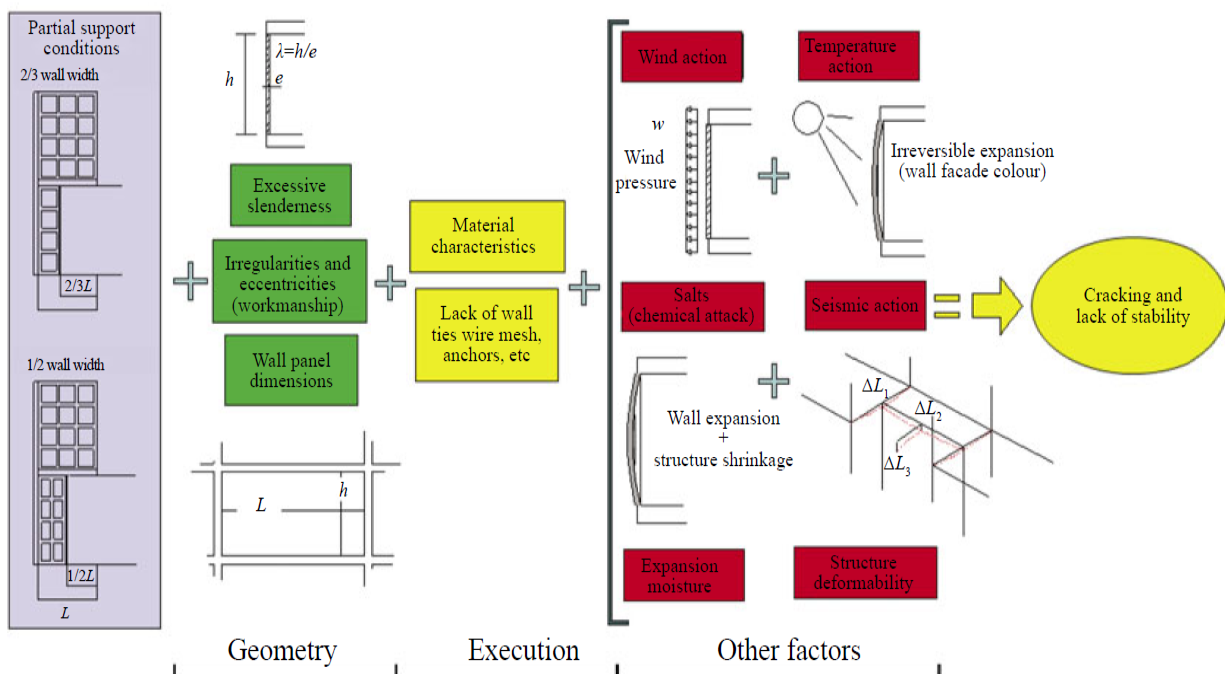 Partial support
conditions
2/3 wall width
2/3L
1/2 wall width
1/2L
L
λ=h/e
h
e
Excessive
slenderness
Irregularities and
eccentricities
(workmanship)
Wall panel
dimensions
L
h
Material
characteristics
Lack of wall
ties wire mesh,
anchors, etc
Wind action
Temperature
action
w
Wind
pressure
Irreversible expansion
(wall facade colour)
Salts
(chemical attack)
Seismic action
Wall expansion
+
structure shrinkage
ΔL1
ΔL2
ΔL3
Expansion
moisture
Structure
deformability
Cracking and
lack of stability
Geometry
Execution
Other factors